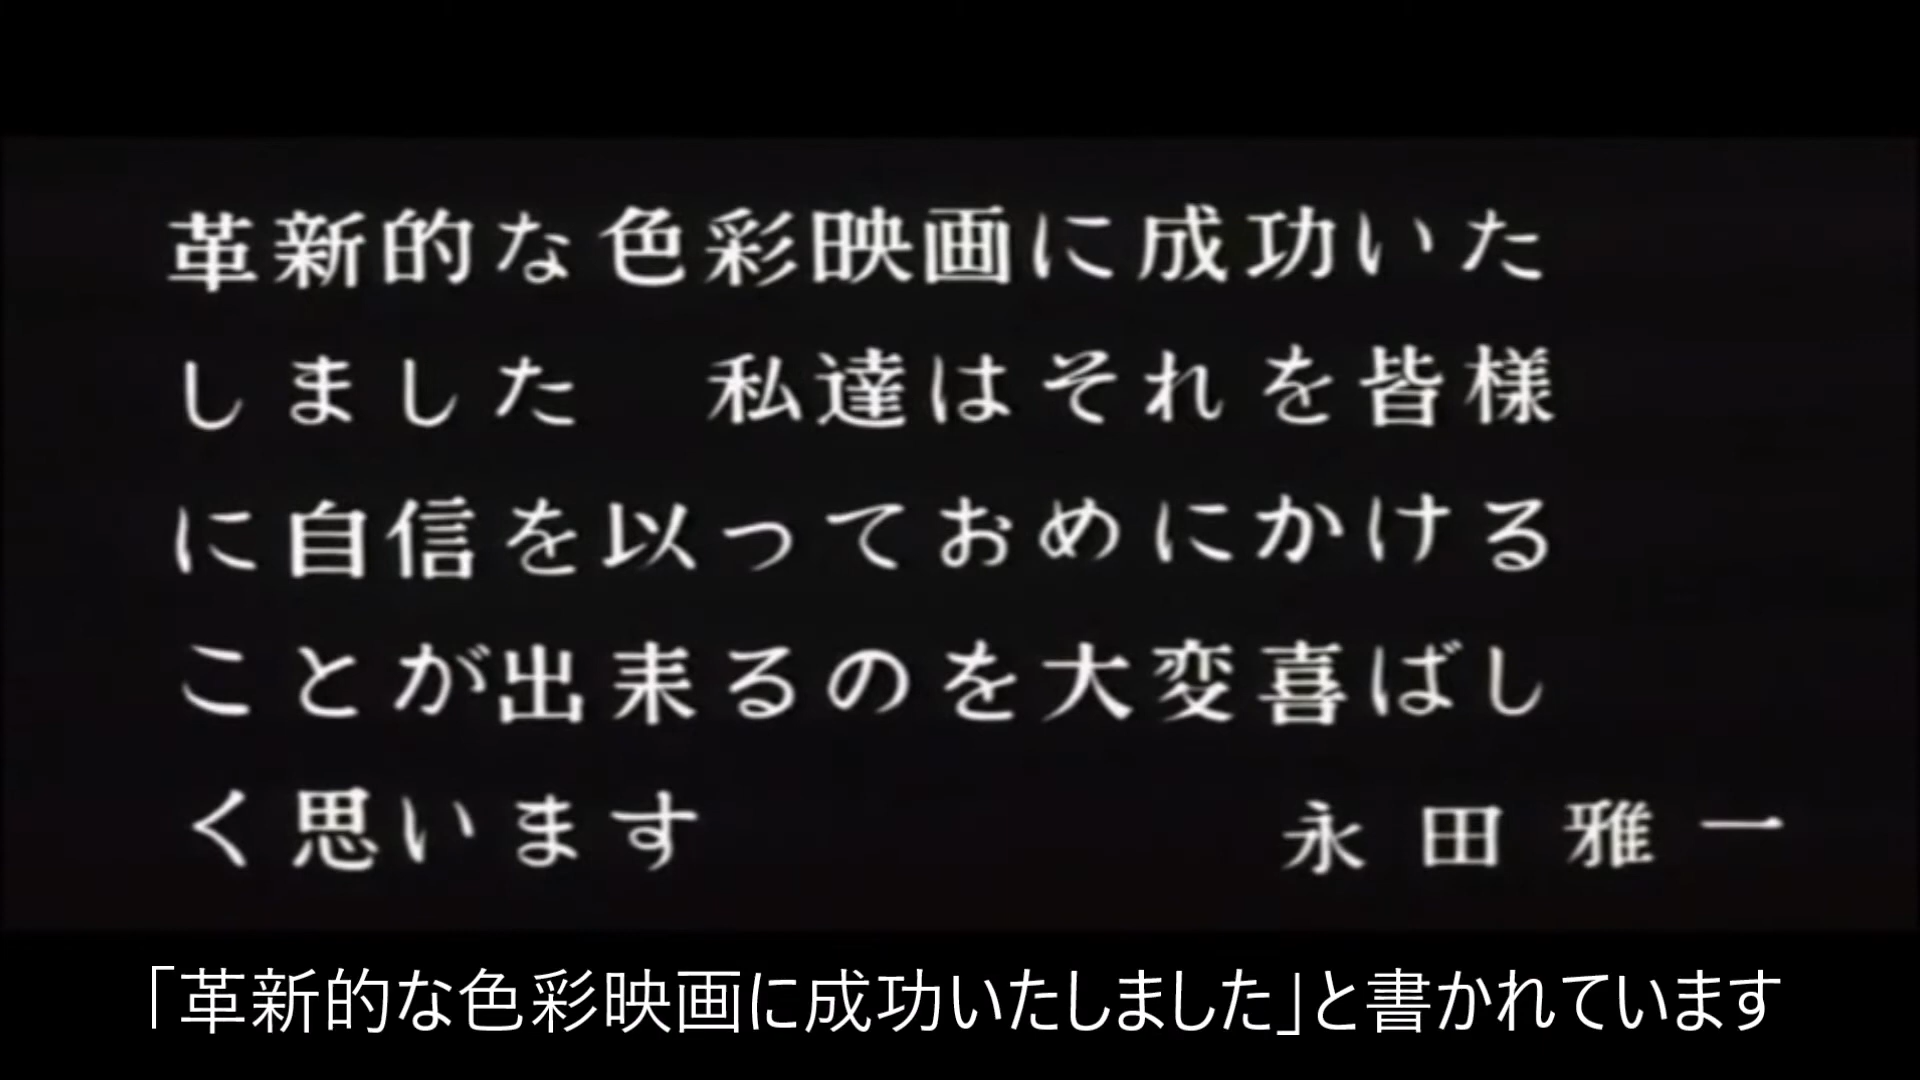 革新的な色彩映画に成功いた
しました　私達はそれを皆様
に自信を以っておめにかける
ことが出来るのを大変喜ばし
く思います　永田雅一
「革新的な色彩映画に成功いたしました」と書かれています